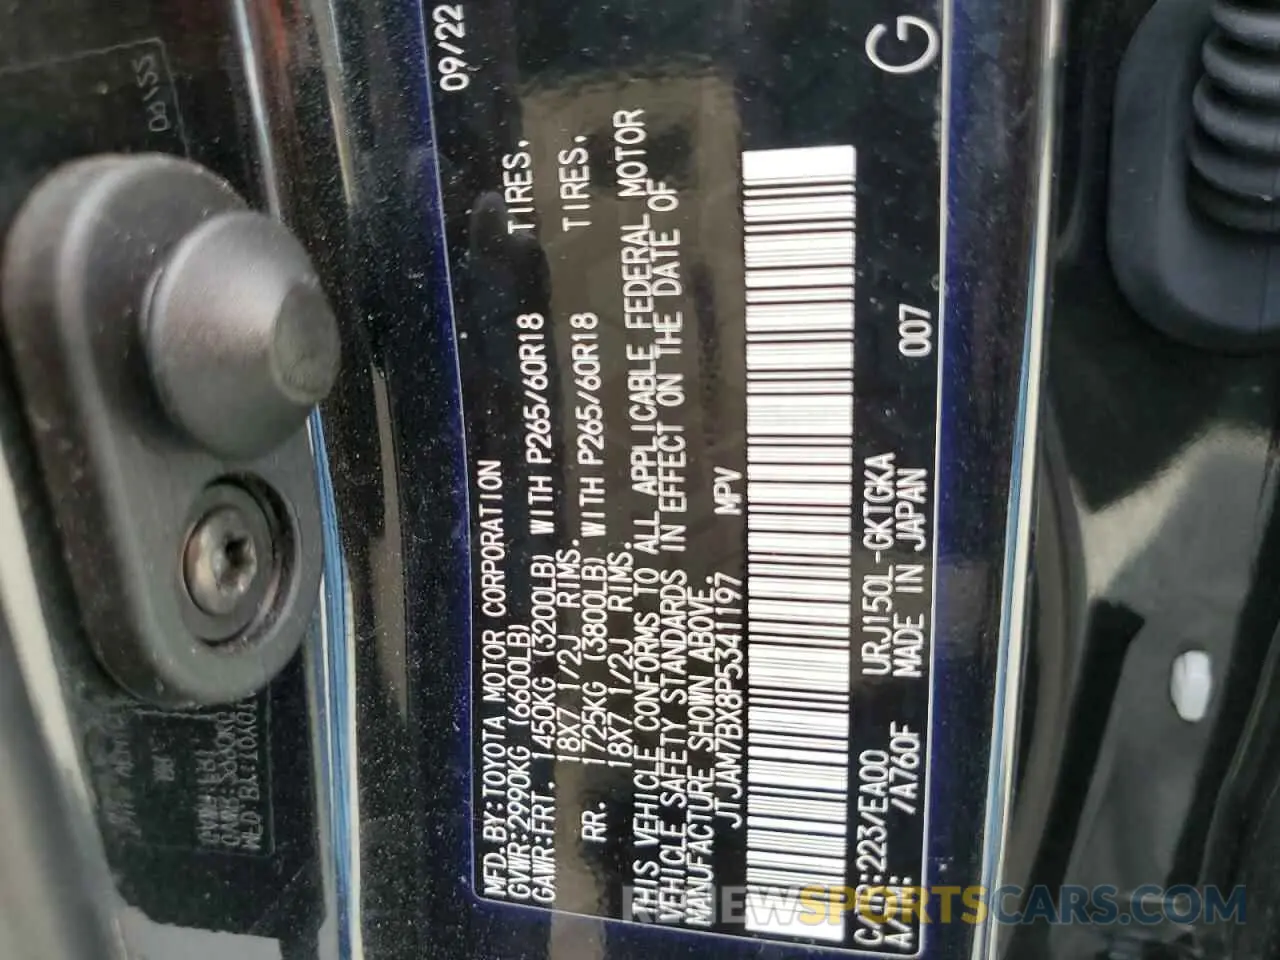 MFD.BY:TOYOTA MOTOR CORPORATION 09/22
GVWR:2990KG (6600LB)
GAWR:FRT. 1450KG (3200LB) WITH P265/60R18 TIRES,
18X7 1/2J RIMS.
RR. 1725KG (3800LB) WITH P265/60R18 TIRES,
18X7 1/2J RIMS.
THIS VEHICLE CONFORMS TO ALL APPLICABLE FEDERAL MOTOR
VEHICLE SAFETY STANDARDS IN EFFECT ON THE DATE OF
MANUFACTURE SHOWN ABOVE.
JTJAM7BX8P5341197 MPV
C/TR:223/EA00 URJ150L-GKTGKA 007 G
A/TM: /A760F MADE IN JAPAN
REVIEWSPORTSCARS.COM